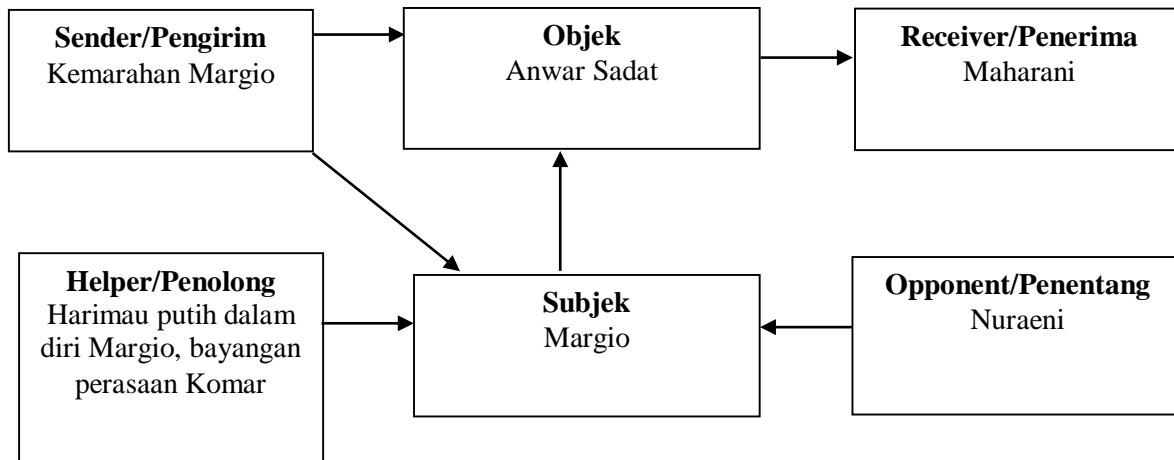 Sender/Pengirim
Kemarahan Margio
Objek
Anwar Sadat
Receiver/Penerima
Maharani
Helper/Penolong
Harimau putih dalam
diri Margio, bayangan
perasaan Komar
Subjek
Margio
Opponent/Penentang
Nuraeni